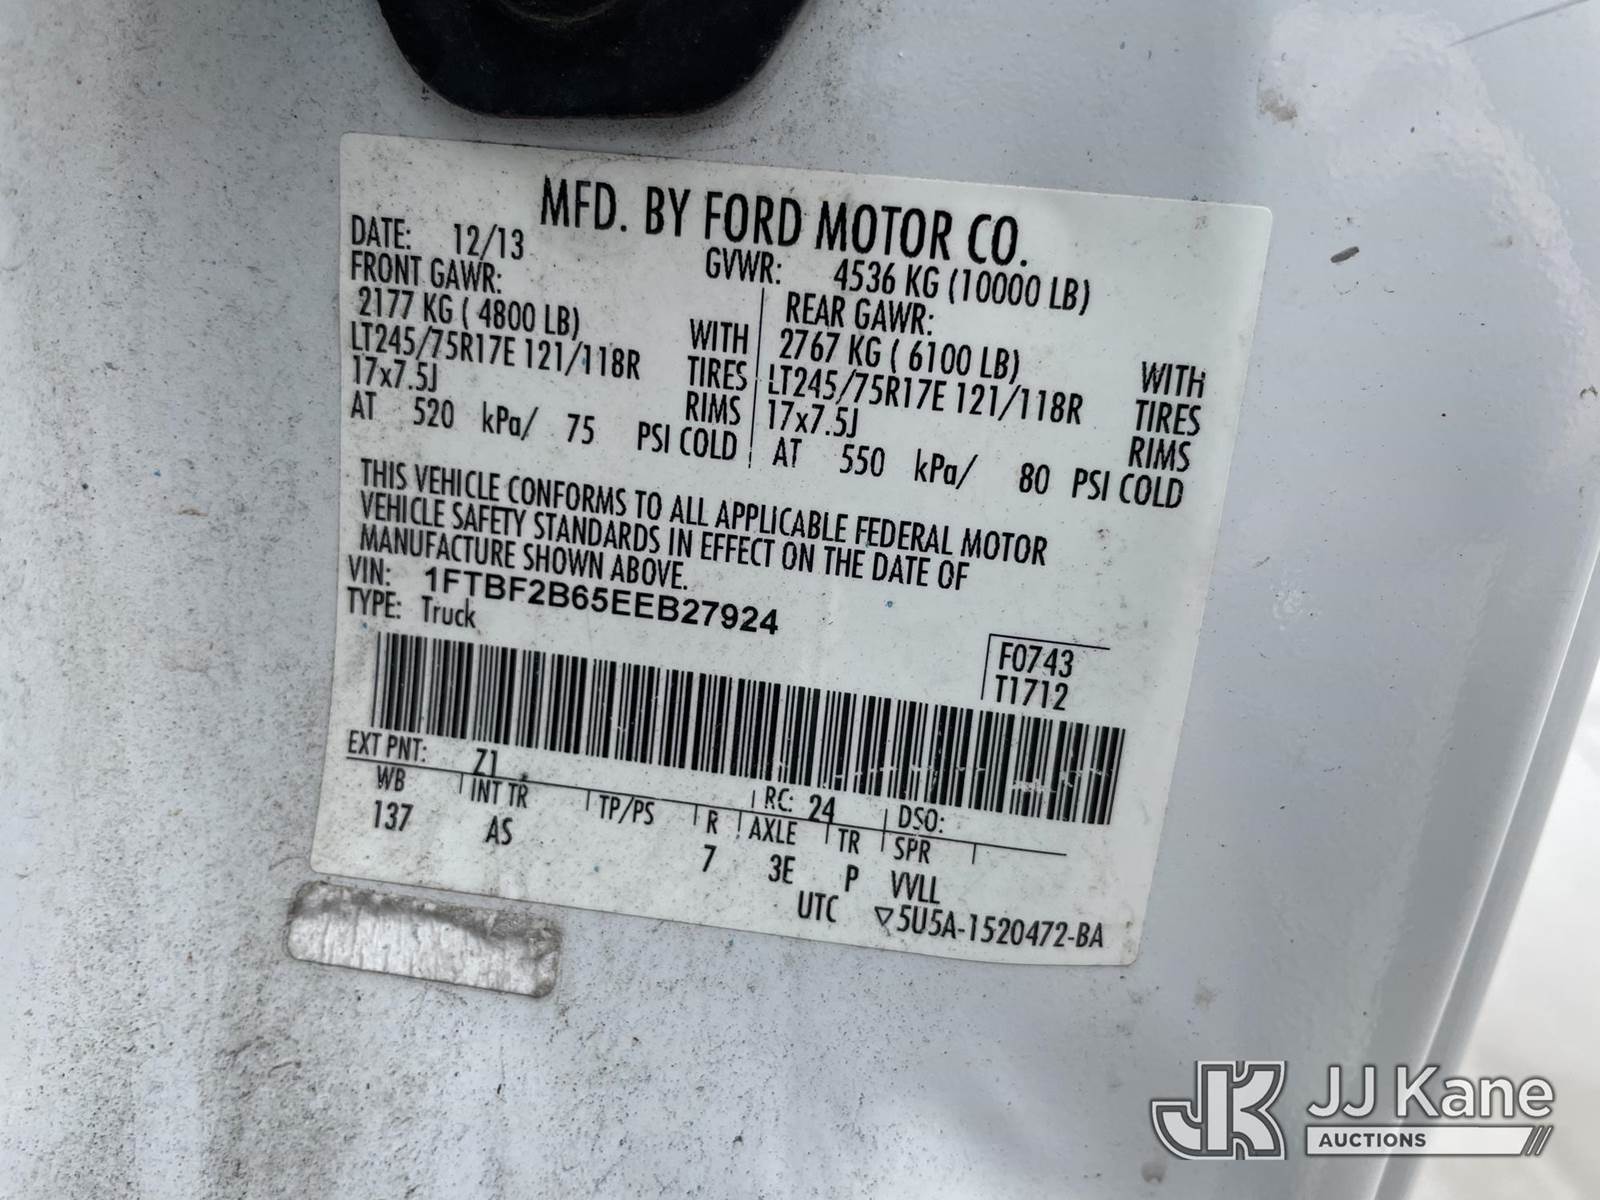 MFD. BY FORD MOTOR CO.
DATE: 12/13
GVWR: 4536 KG (10000 LB)
FRONT GAWR:
2177 KG ( 4800 LB)
WITH
LT245/75R17E 121/118R
TIRES
17x7.5J
RIMS
AT 520 kPa/ 75 PSI COLD
REAR GAWR:
2767 KG ( 6100 LB)
WITH
LT245/75R17E 121/118R
TIRES
17x7.5J
RIMS
AT 550 kPa/ 80 PSI COLD
THIS VEHICLE CONFORMS TO ALL APPLICABLE FEDERAL MOTOR
VEHICLE SAFETY STANDARDS IN EFFECT ON THE DATE OF
MANUFACTURE SHOWN ABOVE.
VIN: 1FTBF2B65EEB27924
TYPE: Truck
F0743
T1712
EXT PNT: Z1
RC: 24
DSO:
WB INT TR TP/PS R AXLE TR SPR
137 AS 7 3E P VVLL
UTC ▽5U5A-1520472-BA
JK JJ Kane
AUCTIONS